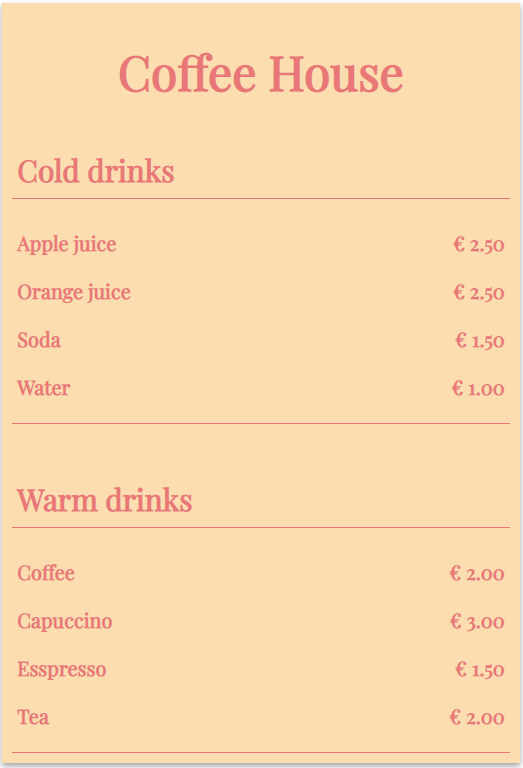 Coffee House
Cold drinks
Apple juice € 2.50
Orange juice € 2.50
Soda € 1.50
Water € 1.00
Warm drinks
Coffee € 2.00
Capuccino € 3.00
Esspresso € 1.50
Tea € 2.00